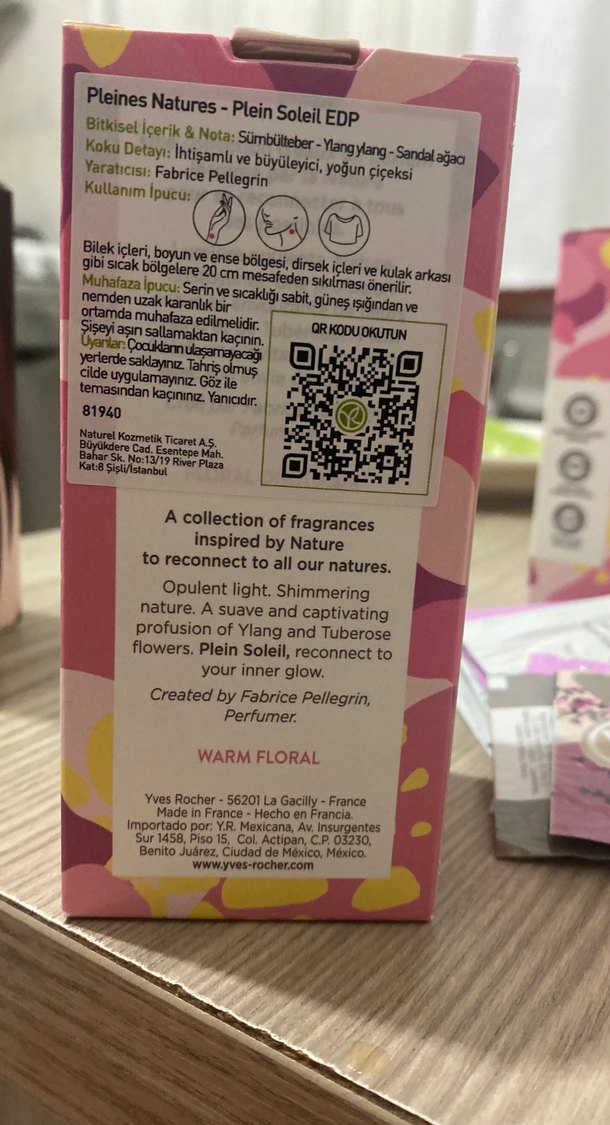 Pleines Natures - Plein Soleil EDP
Bitkisel İçerik & Nota: Sümbülteber - Ylang ylang - Sandal ağacı
Koku Detayı: İhtişamlı ve büyüleyici, yoğun çiçeksi
Yaratıcısı: Fabrice Pellegrin
Kullanım İpucu:
Bilek içleri, boyun ve ense bölgesi, dirsek içleri ve kulak arkası
gibi sıcak bölgelere 20 cm mesafeden sıkılması önerilir.
Muhafaza İpucu: Serin ve sıcaklığı sabit, güneş ışığından ve
nemden uzak karanlık bir
ortamda muhafaza edilmelidir.
Şişeyi aşırı sallamaktan kaçının.
Uyarılar: Çocukların ulaşamayacağı
yerlerde saklayınız. Tahriş olmuş
cilde uygulamayınız. Göz ile
temasından kaçınınız. Yanıcıdır.
81940
Naturel Kozmetik Ticaret A.Ş.
Büyükdere Cad. Esentepe Mah.
Bahar Sk. No:13/19 River Plaza
Kat:8 Şişli/İstanbul
QR KODU OKUTUN
A collection of fragrances
inspired by Nature
to reconnect to all our natures.
Opulent light. Shimmering
nature. A suave and captivating
profusion of Ylang and Tuberose
flowers. Plein Soleil, reconnect to
your inner glow.
Created by Fabrice Pellegrin,
Perfumer.
WARM FLORAL
Yves Rocher - 56201 La Gacilly - France
Made in France - Hecho en Francia.
Importado por: Y.R. Mexicana, Av. Insurgentes
Sur 1458, Piso 15, Col. Actipan, C.P. 03230,
Benito Juárez, Ciudad de México, México.
www.yves-rocher.com